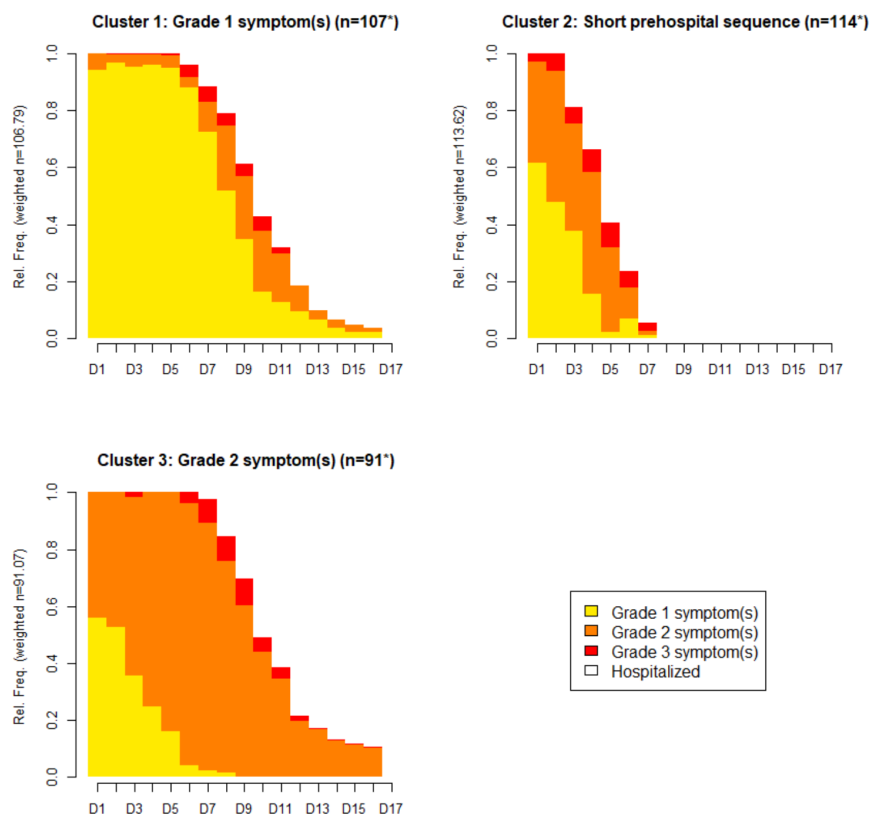 Cluster 1: Grade 1 symptom(s) (n=107*)
Rel. Freq. (weighted n=106.79)
0.0 0.2 0.4 0.6 0.8 1.0
D1 D3 D5 D7 D9 D11 D13 D15 D17
Cluster 2: Short prehospital sequence (n=114*)
Rel. Freq. (weighted n=113.62)
0.0 0.2 0.4 0.6 0.8 1.0
D1 D3 D5 D7 D9 D11 D13 D15 D17
Cluster 3: Grade 2 symptom(s) (n=91*)
Rel. Freq. (weighted n=91.07)
0.0 0.2 0.4 0.6 0.8 1.0
D1 D3 D5 D7 D9 D11 D13 D15 D17
Grade 1 symptom(s)
Grade 2 symptom(s)
Grade 3 symptom(s)
Hospitalized